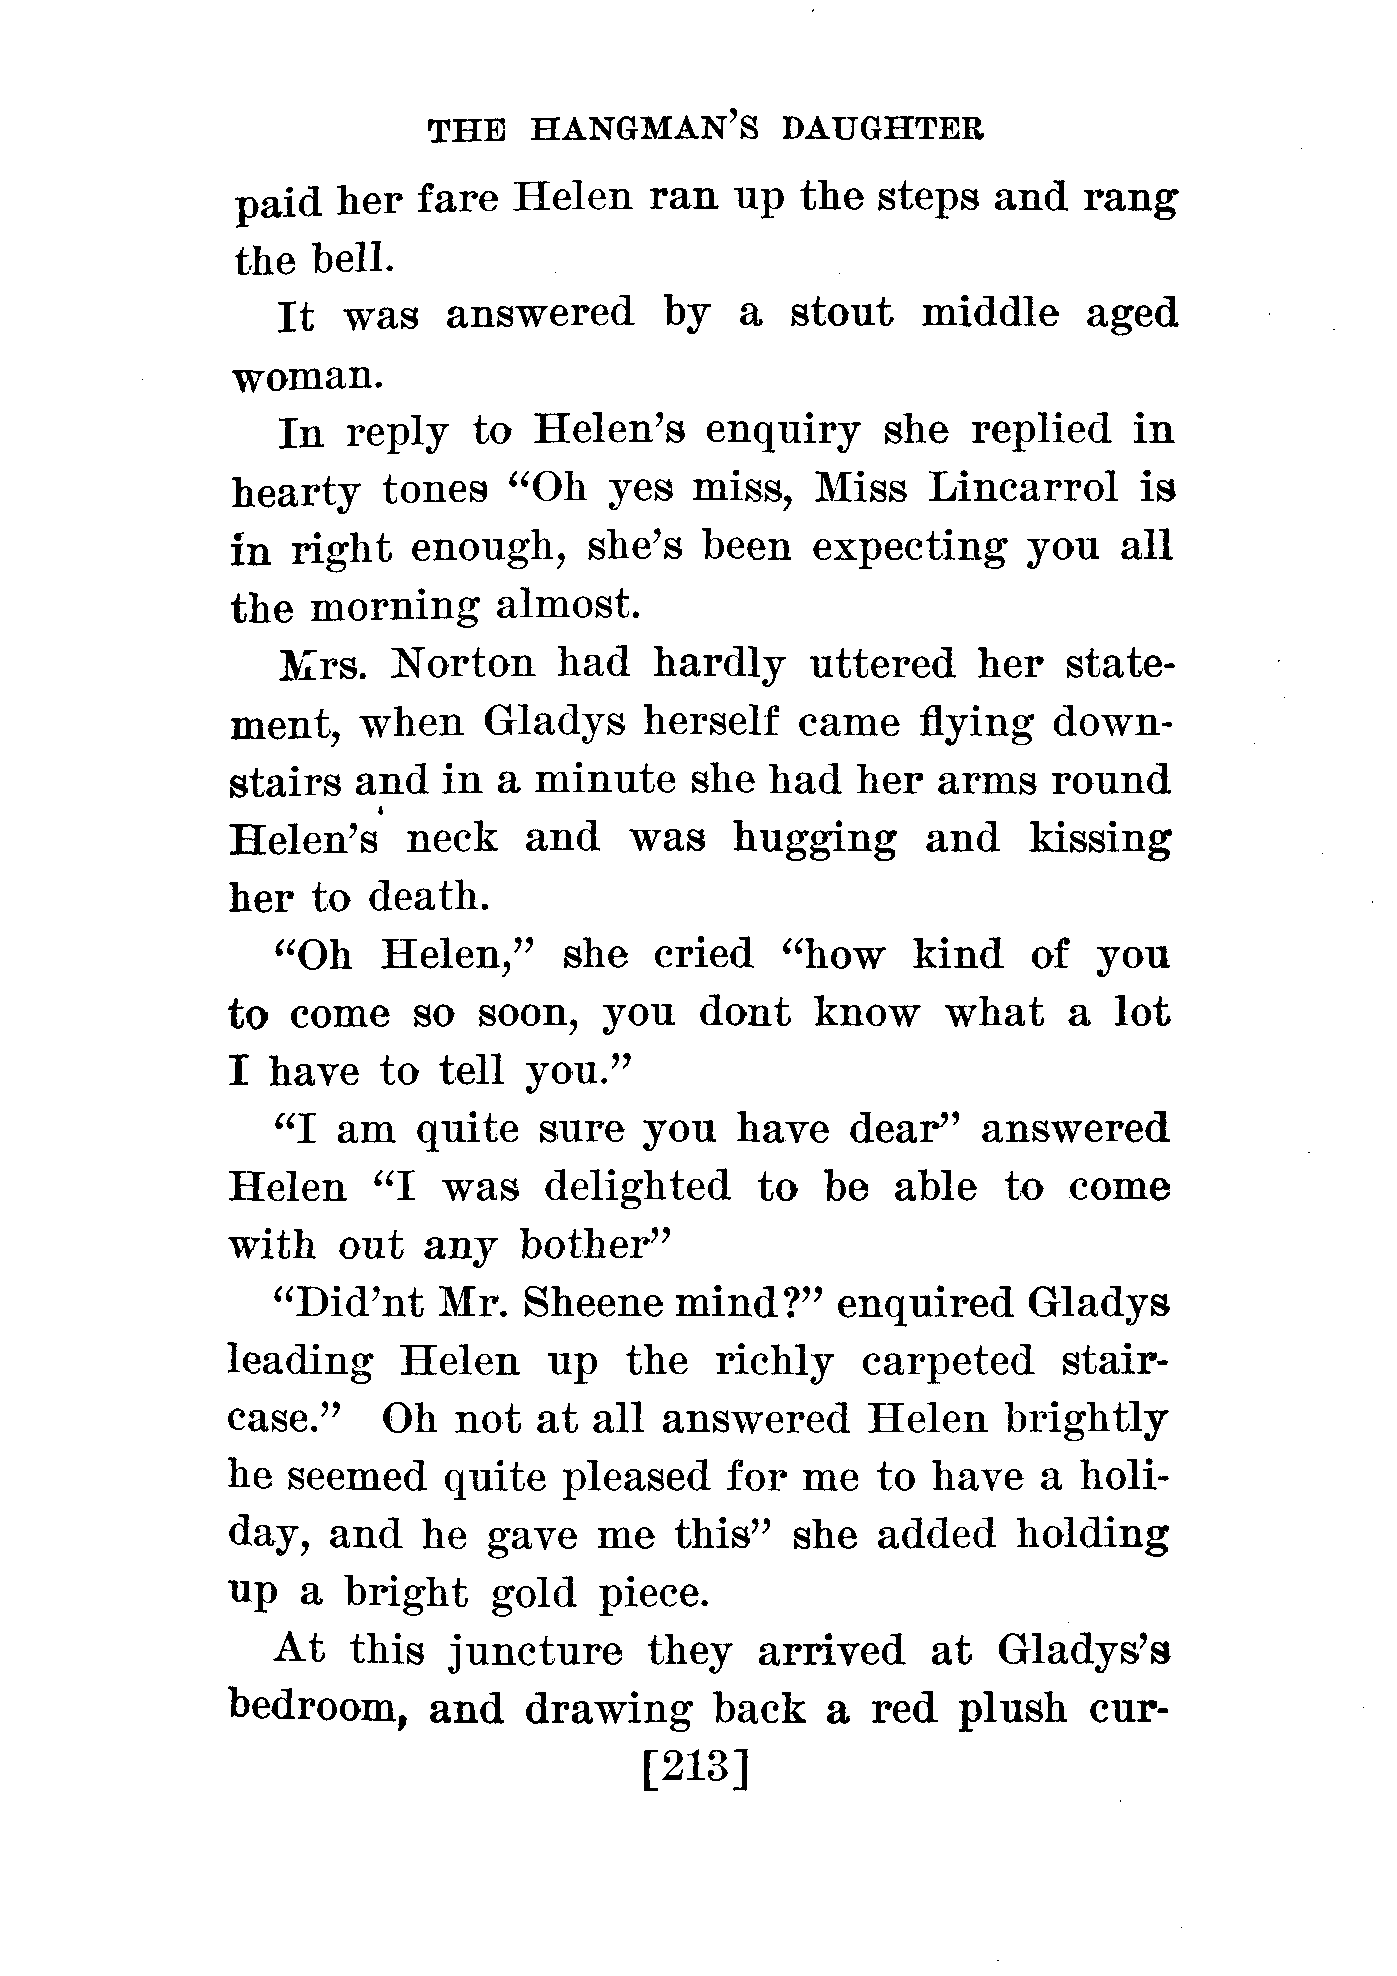 THE HANGMAN'S DAUGHTER
paid her fare Helen ran up the steps and rang
the bell.
It was answered by a stout middle aged
woman.
In reply to Helen's enquiry she replied in
hearty tones “Oh yes miss, Miss Lincarrol is
in right enough, she's been expecting you all
the morning almost.
Mrs. Norton had hardly uttered her state-
ment, when Gladys herself came flying down-
stairs and in a minute she had her arms round
Helen's neck and was hugging and kissing
her to death.
“Oh Helen,” she cried “how kind of you
to come so soon, you dont know what a lot
I have to tell you.”
“I am quite sure you have dear” answered
Helen “I was delighted to be able to come
with out any bother”
“Did'nt Mr. Sheene mind?” enquired Gladys
leading Helen up the richly carpeted stair-
case.” Oh not at all answered Helen brightly
he seemed quite pleased for me to have a holi-
day, and he gave me this” she added holding
up a bright gold piece.
At this juncture they arrived at Gladys's
bedroom, and drawing back a red plush cur-
[213]